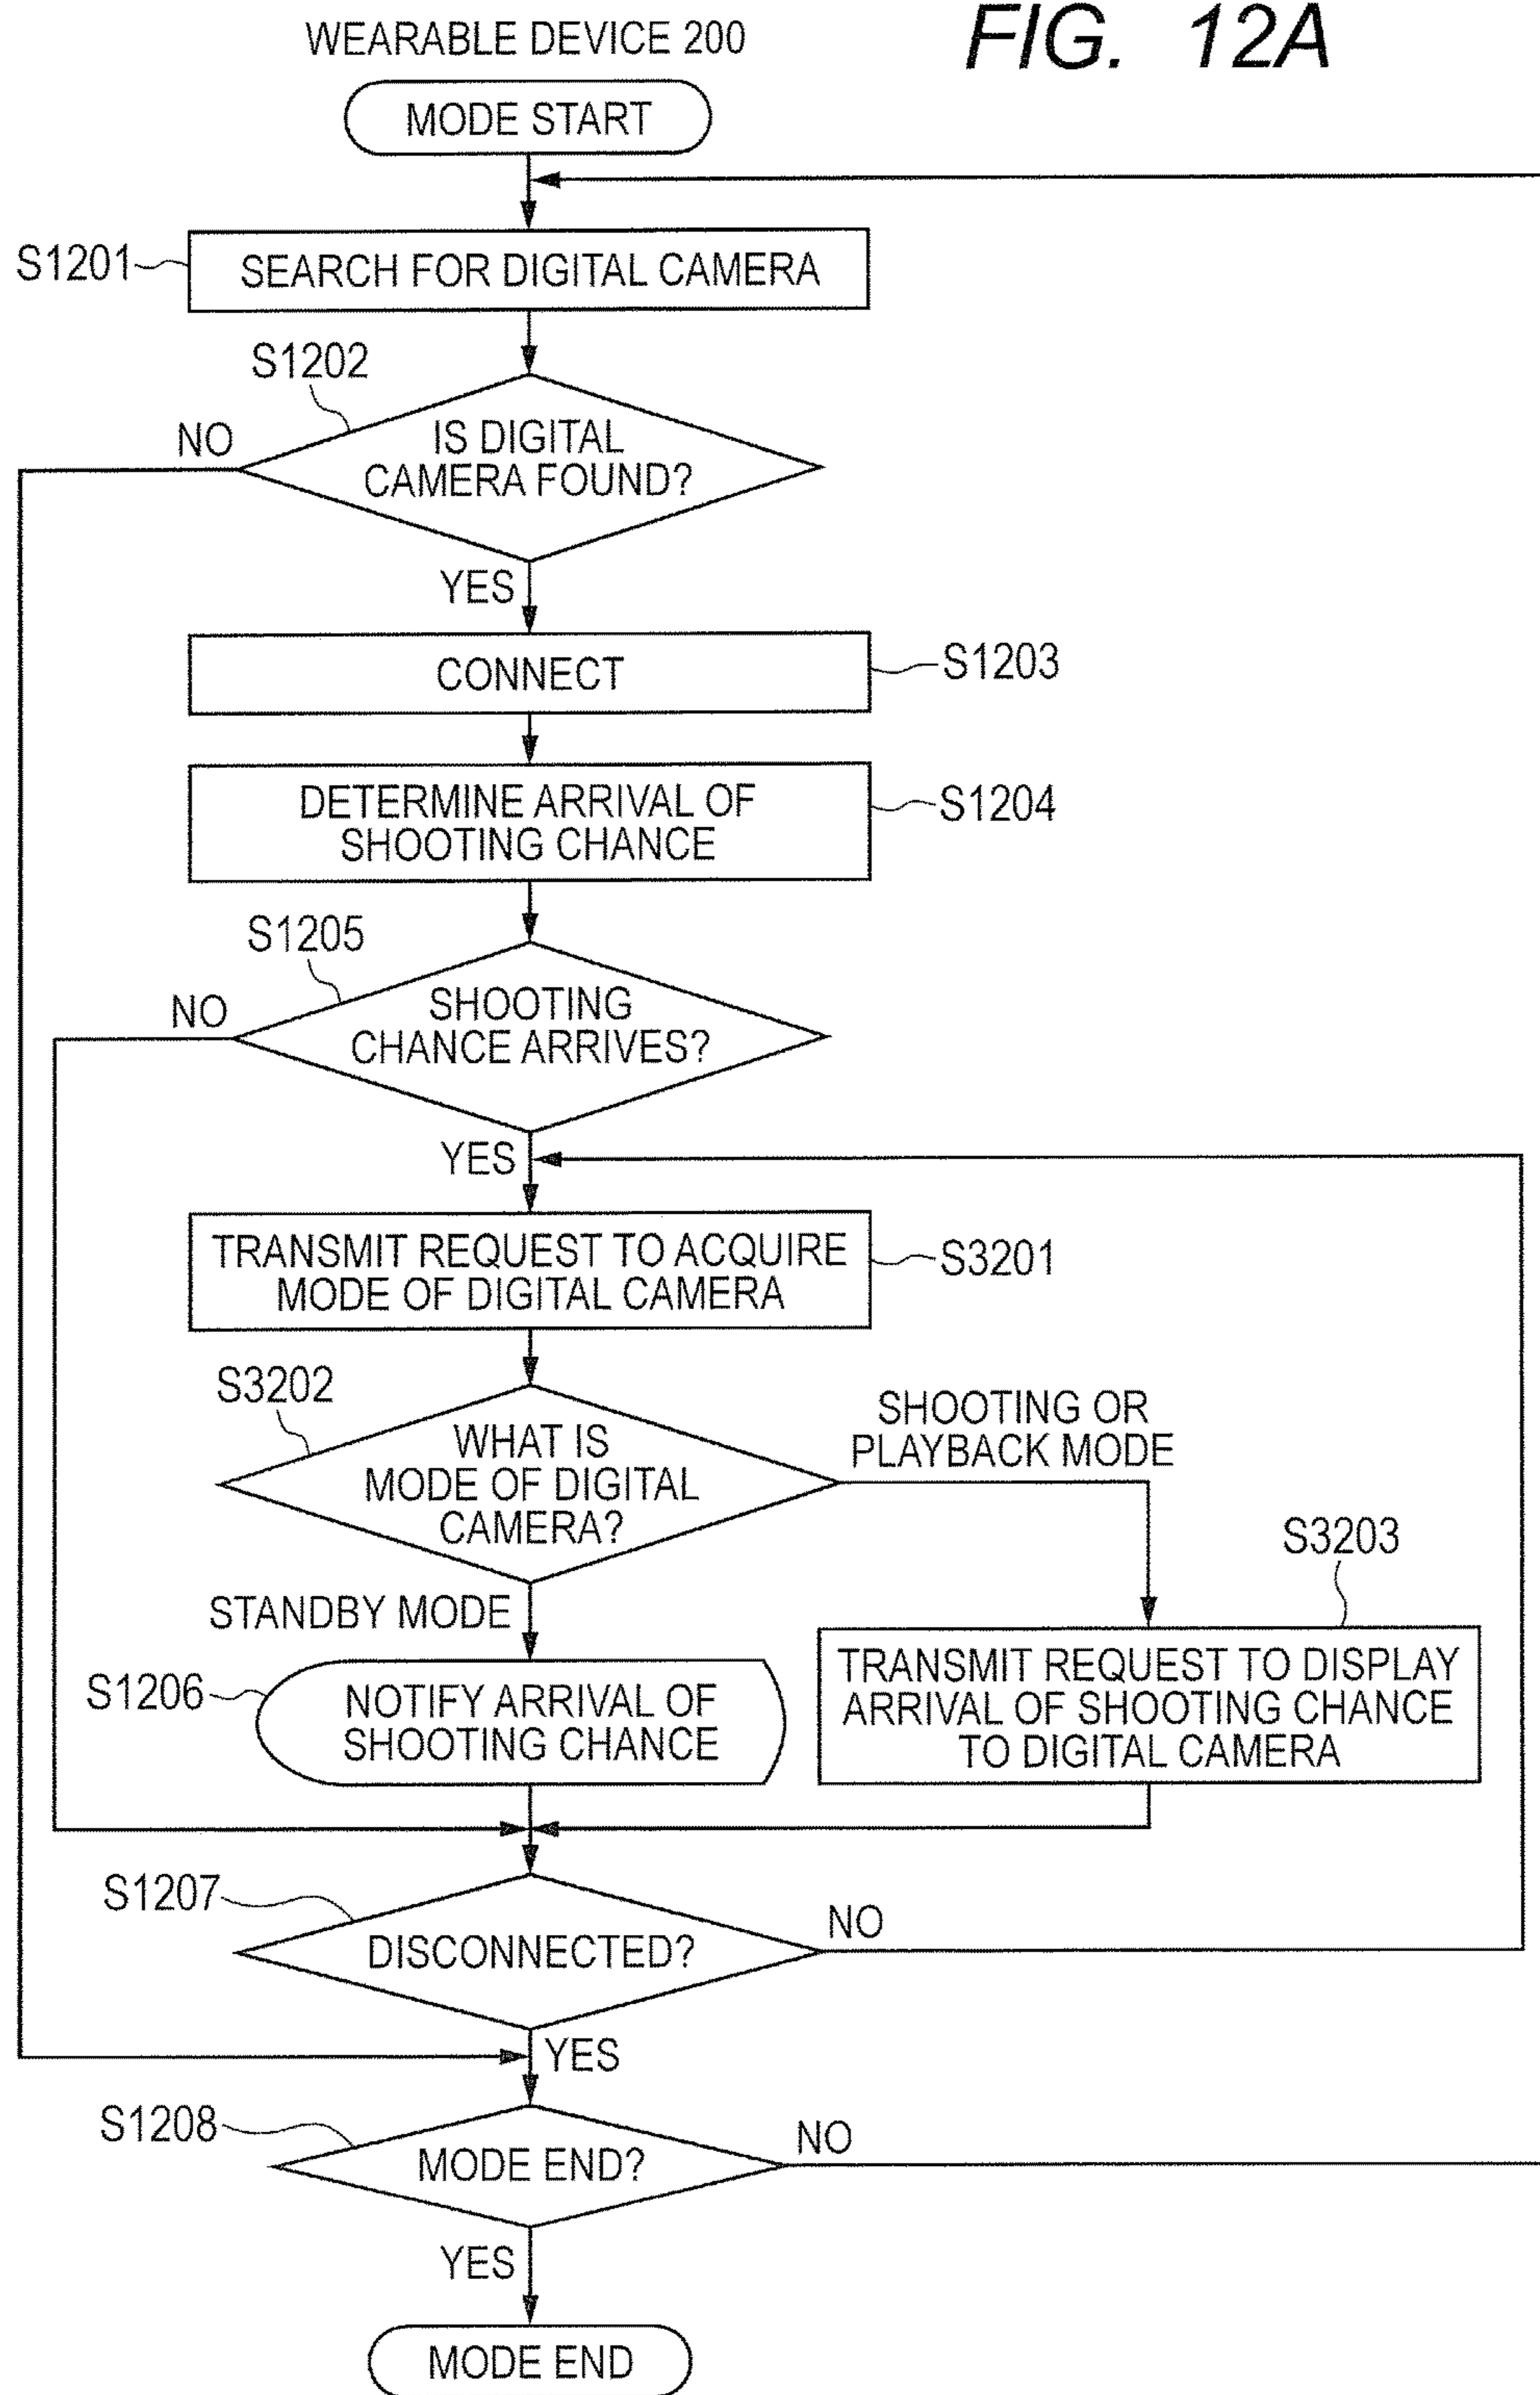 FIG. 12A
WEARABLE DEVICE 200
MODE START
S1201
SEARCH FOR DIGITAL CAMERA
S1202
NO
IS DIGITAL
CAMERA FOUND?
YES
CONNECT
S1203
DETERMINE ARRIVAL OF
SHOOTING CHANCE
S1204
S1205
NO
SHOOTING
CHANCE ARRIVES?
YES
TRANSMIT REQUEST TO ACQUIRE
MODE OF DIGITAL CAMERA
S3201
S3202
WHAT IS
MODE OF DIGITAL
CAMERA?
SHOOTING OR
PLAYBACK MODE
S3203
STANDBY MODE
S1206
NOTIFY ARRIVAL OF
SHOOTING CHANCE
TRANSMIT REQUEST TO DISPLAY
ARRIVAL OF SHOOTING CHANCE
TO DIGITAL CAMERA
S1207
DISCONNECTED?
NO
YES
S1208
MODE END?
NO
YES
MODE END